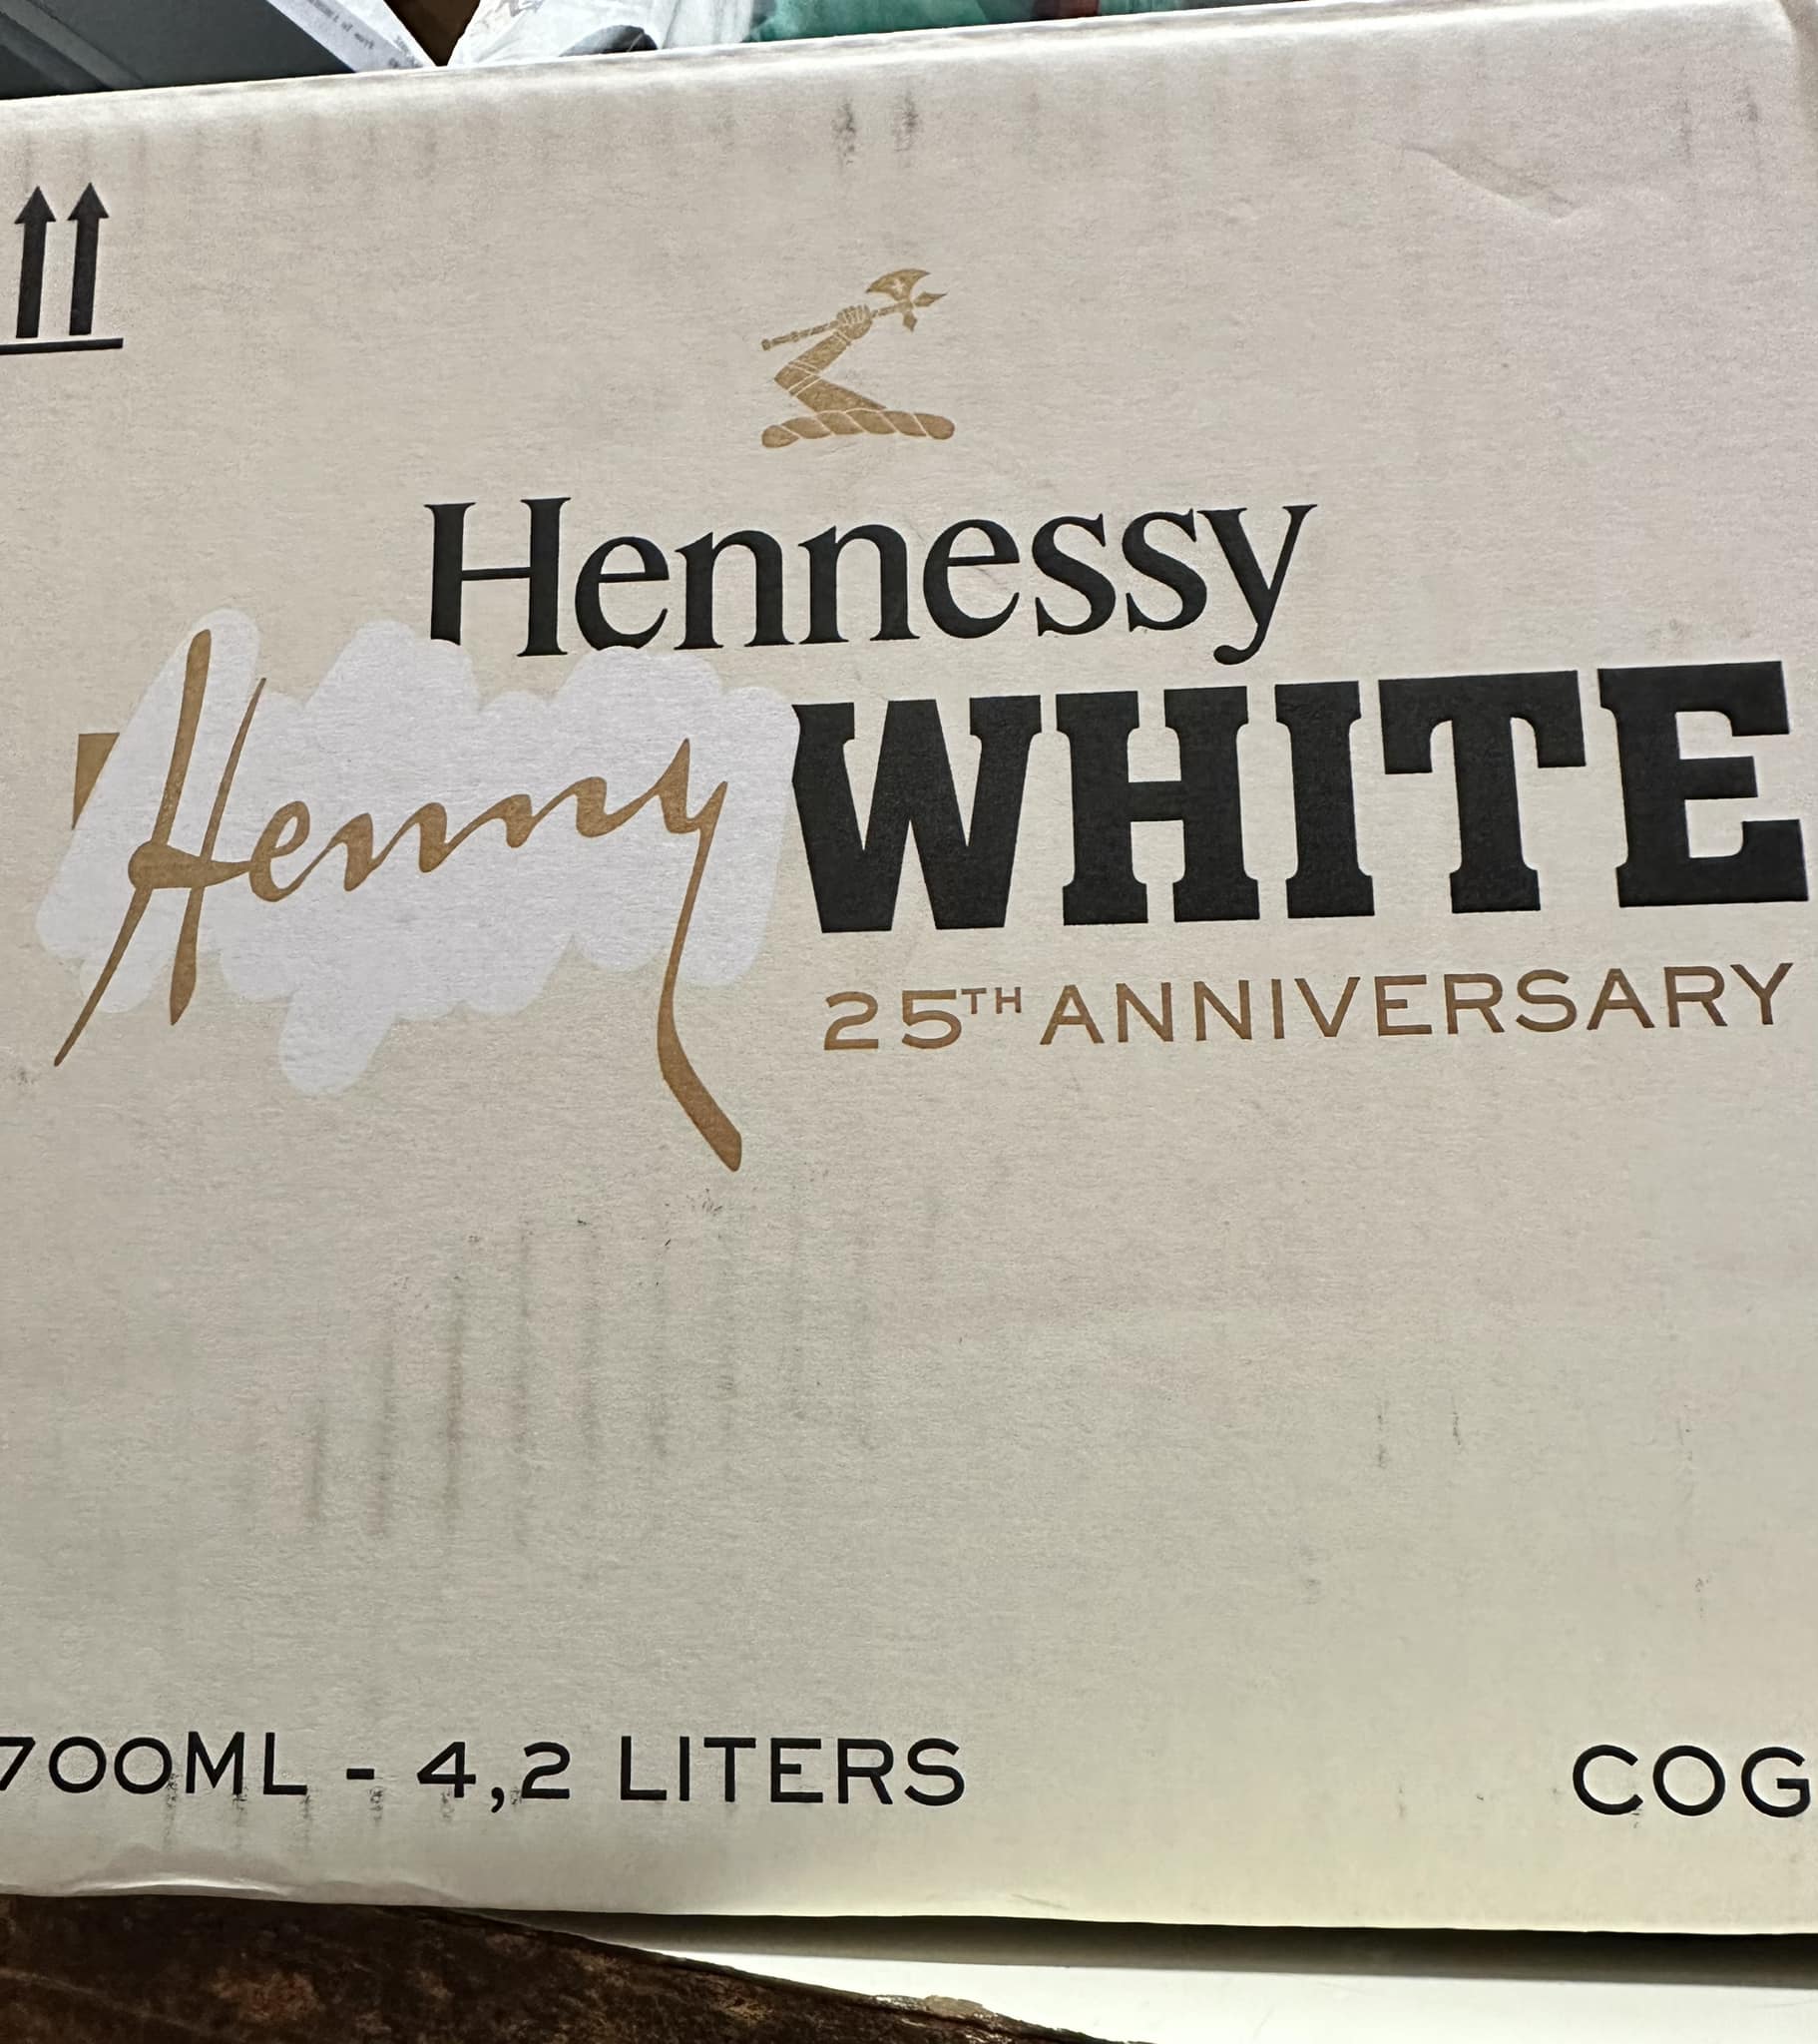 Hennessy
Henny WHITE
25TH ANNIVERSARY
700ML - 4,2 LITERS
COG